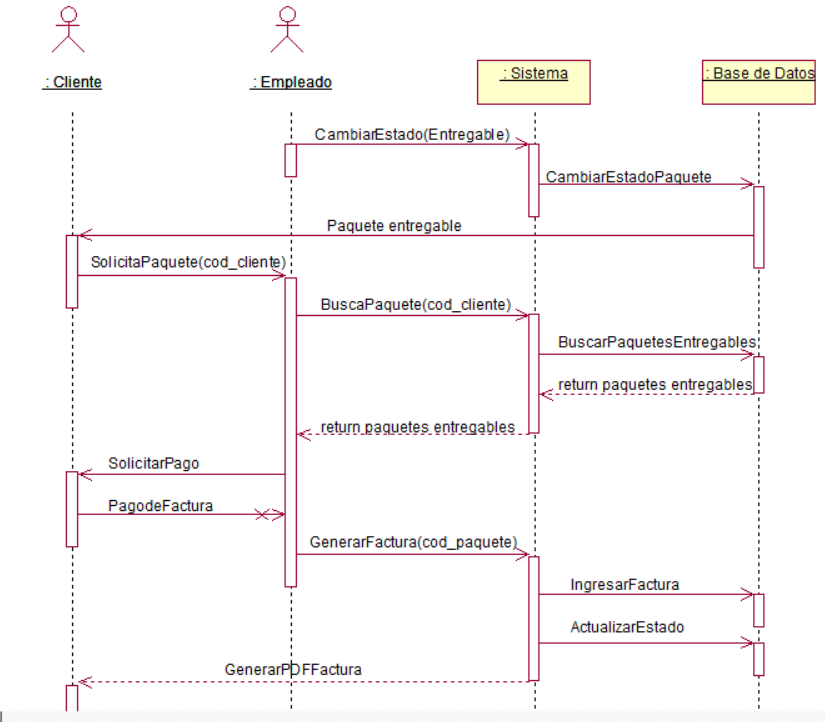 : Cliente
: Empleado
: Sistema
: Base de Datos
CambiarEstado(Entregable)
CambiarEstadoPaquete
Paquete entregable
SolicitaPaquete(cod_cliente)
BuscaPaquete(cod_cliente)
BuscarPaquetesEntregables
return paquetes entregables
return paquetes entregables
SolicitarPago
PagodeFactura
GenerarFactura(cod_paquete)
IngresarFactura
ActualizarEstado
GenerarPDFFactura